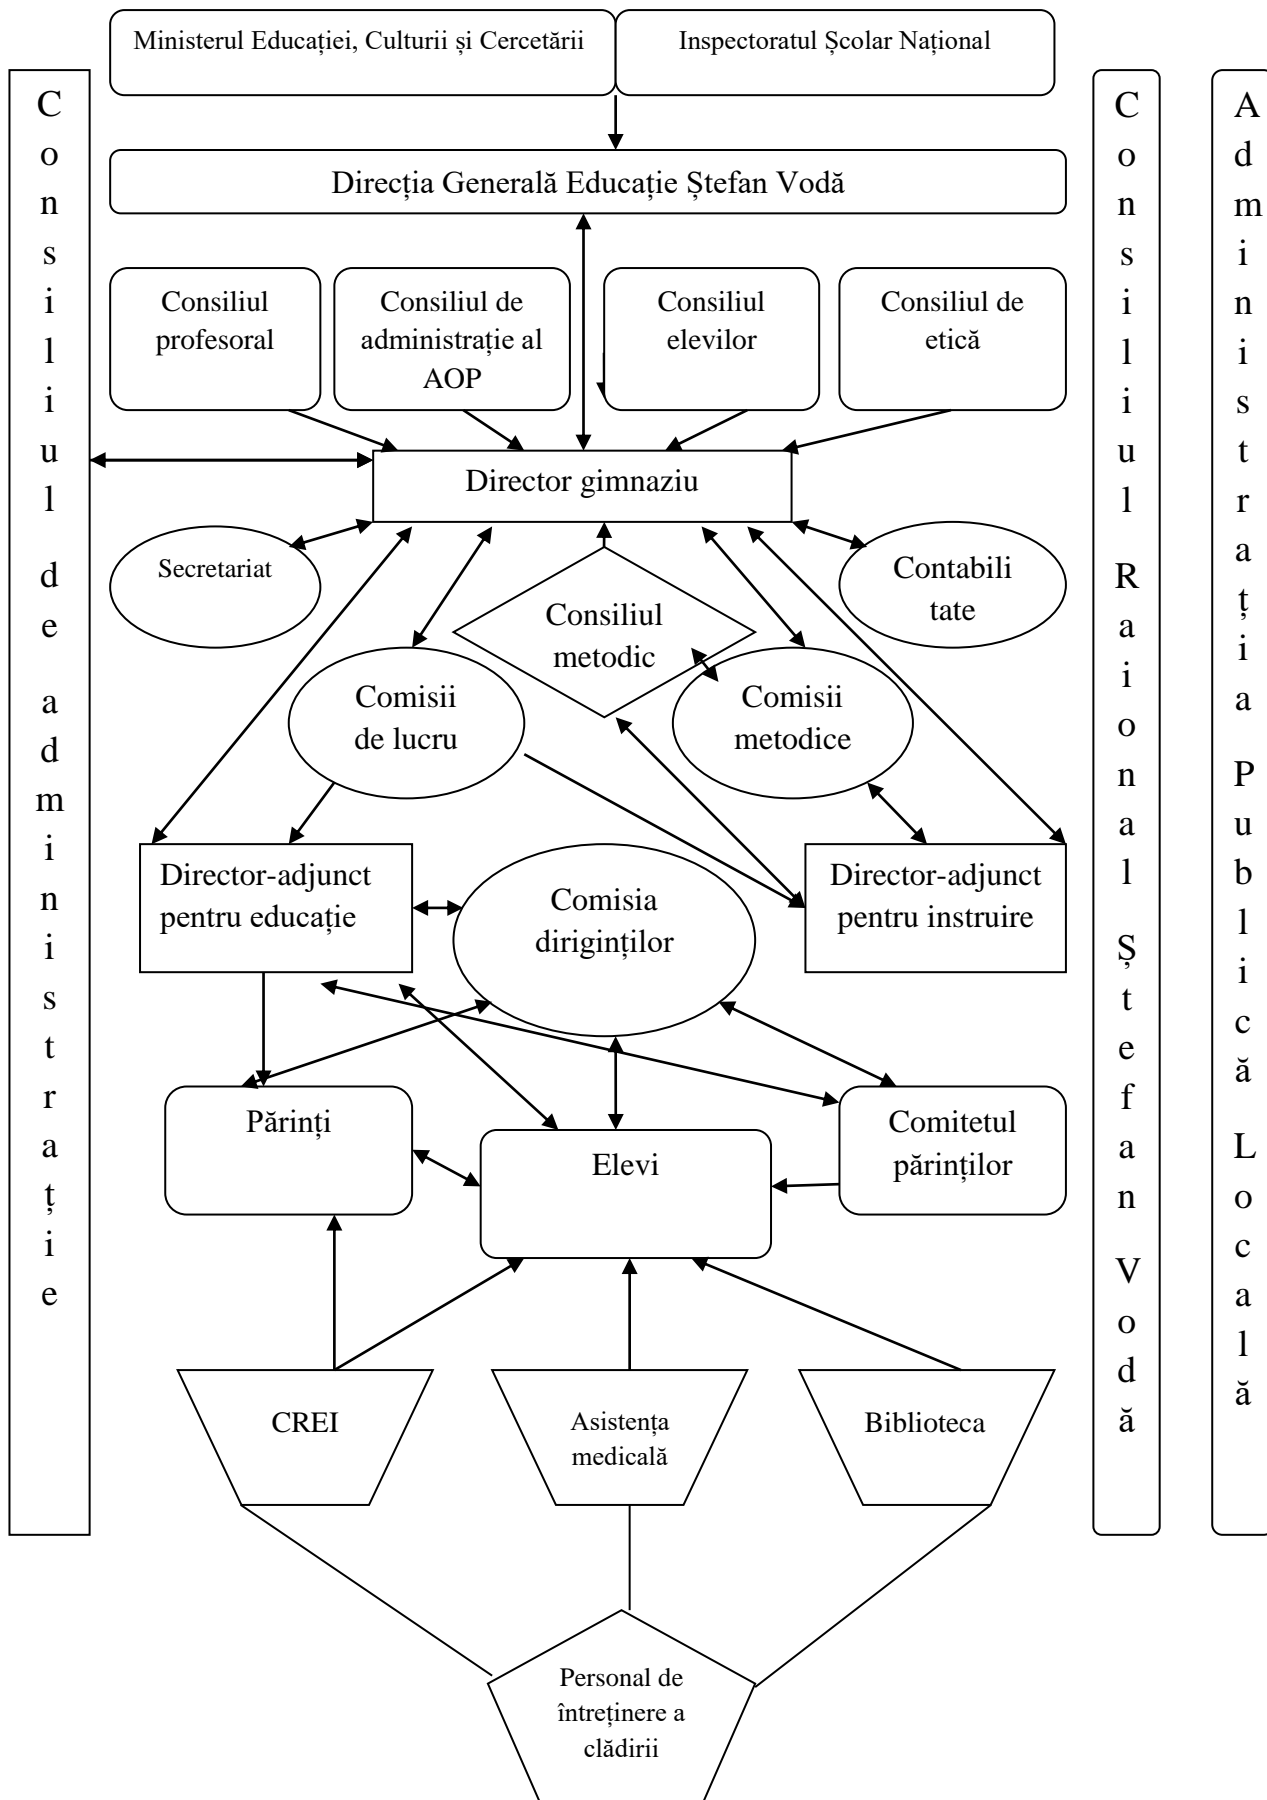 Ministerul Educației, Culturii și Cercetării
Inspectoratul Școlar Național
Consiliul de administrație
Consiliul Raional Ștefan Vodă
Administrația Publică Locală
Direcția Generală Educație Ștefan Vodă
Consiliul
profesoral
Consiliul de
administrație al
AOP
Consiliul
elevilor
Consiliul de
etică
Director gimnaziu
Secretariat
Consiliul
metodic
Contabili
tate
Comisii
de lucru
Comisii
metodice
Director-adjunct
pentru educație
Comisia
diriginților
Director-adjunct
pentru instruire
Părinți
Elevi
Comitetul
părinților
CREI
Asistența
medicală
Biblioteca
Personal de
întreținere a
clădirii